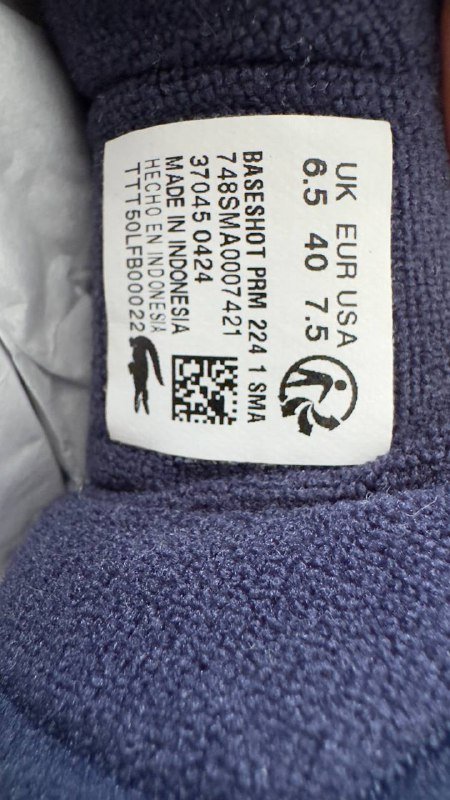 UK EUR USA
6.5 40 7.5
BASESHOT PRM 224 1 SMA
748SMA0007421
37045 0424
MADE IN INDONESIA
HECHO EN INDONESIA
TTT50LFB00022